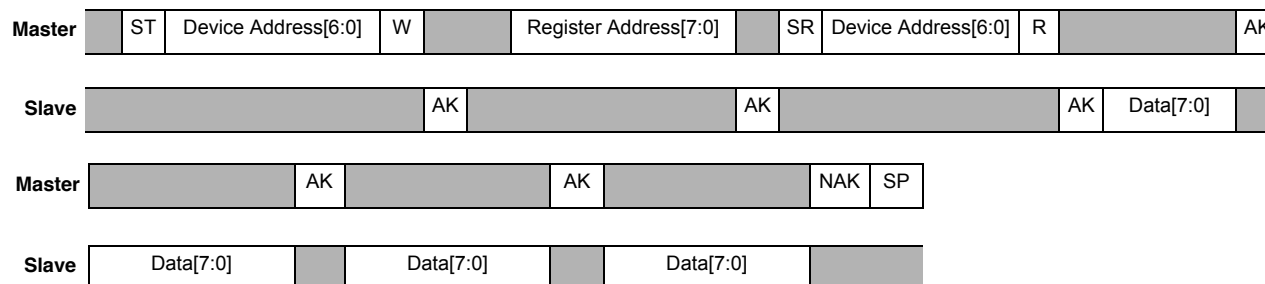 Master ST Device Address[6:0] W Register Address[7:0] SR Device Address[6:0] R AK
Slave AK AK AK Data[7:0]
Master AK AK NAK SP
Slave Data[7:0] Data[7:0] Data[7:0]